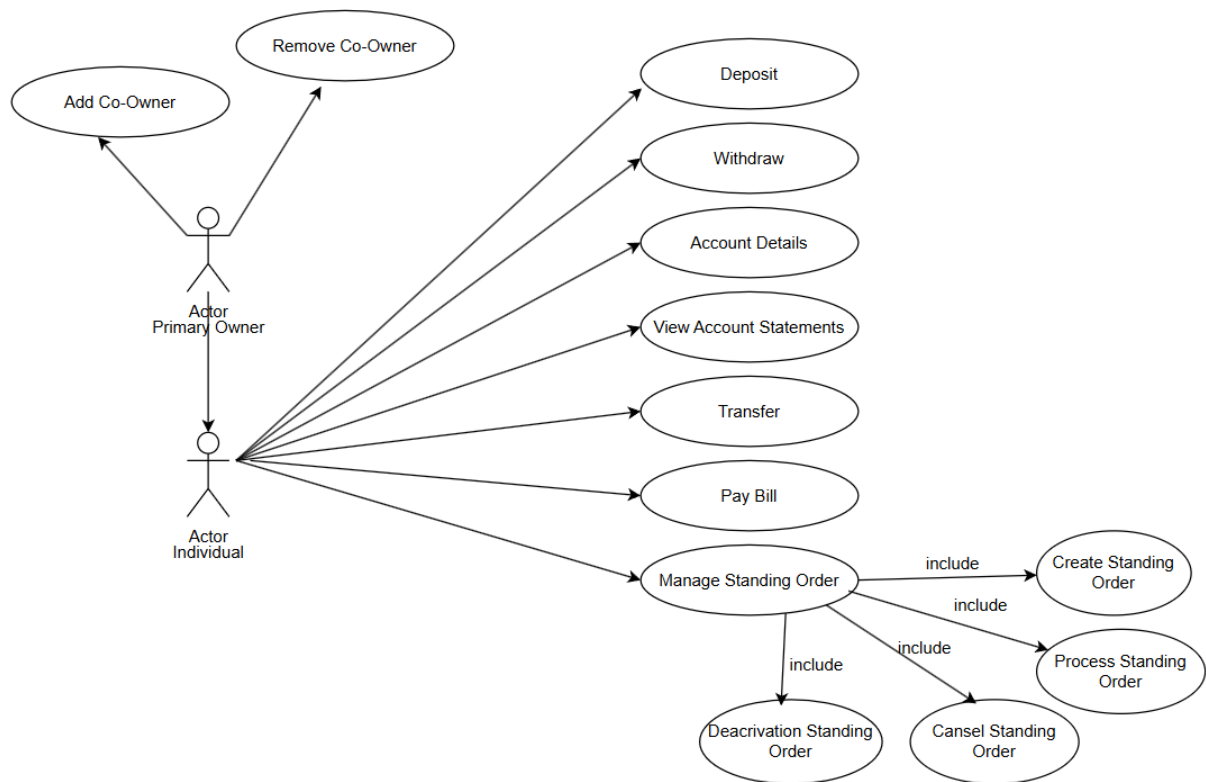 Remove Co-Owner
Add Co-Owner
Deposit
Withdraw
Account Details
Actor
Primary Owner
View Account Statements
Transfer
Pay Bill
Actor
Individual
Manage Standing Order
include
Create Standing
Order
include
Process Standing
Order
include
include
Deacrivation Standing
Order
Cansel Standing
Order